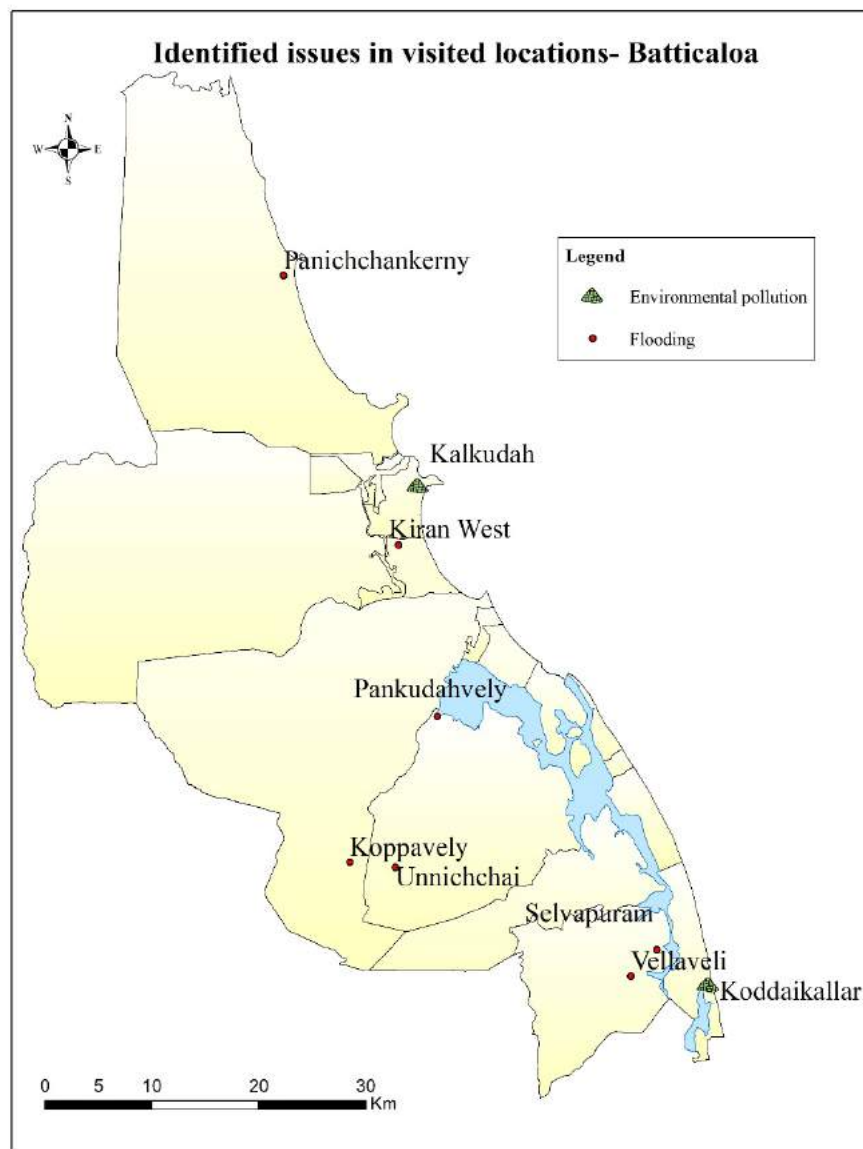 Identified issues in visited locations- Batticaloa
N
W E
S
Panichchankerny
Legend
Environmental pollution
Flooding
Kalkudah
Kiran West
Pankudahvely
Koppavely
Unnichchai
Selvapuram
Vellaveli
Koddaikallar
0 5 10 20 30
Km